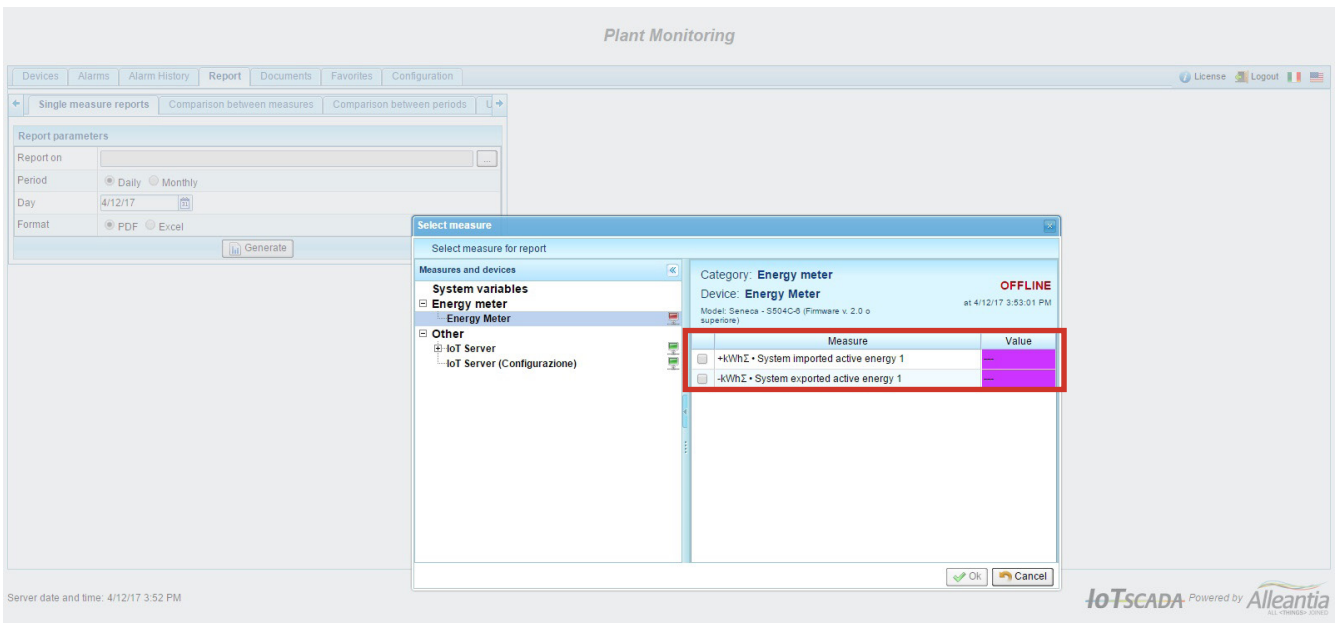 Plant Monitoring
Devices Alarms Alarm History Report Documents Favorites Configuration License Logout
Single measure reports Comparison between measures Comparison between periods
Report parameters
Report on ...
Period Daily Monthly
Day 4/12/17
Format PDF Excel
Generate
Select measure
Select measure for report
Measures and devices
System variables
Energy meter
Energy Meter
Other
IoT Server
IoT Server (Configurazione)
Category: Energy meter
Device: Energy Meter
Model: Seneca - S504C-6 (Firmware v. 2.0 o
superiore)
OFFLINE
at 4/12/17 3:53:01 PM
Measure Value
+kWhΣ • System imported active energy 1 ---
-kWhΣ • System exported active energy 1 ---
Ok Cancel
Server date and time: 4/12/17 3:52 PM
IoTSCADA Powered by Alleantia
ALL <THINGS> JOINED